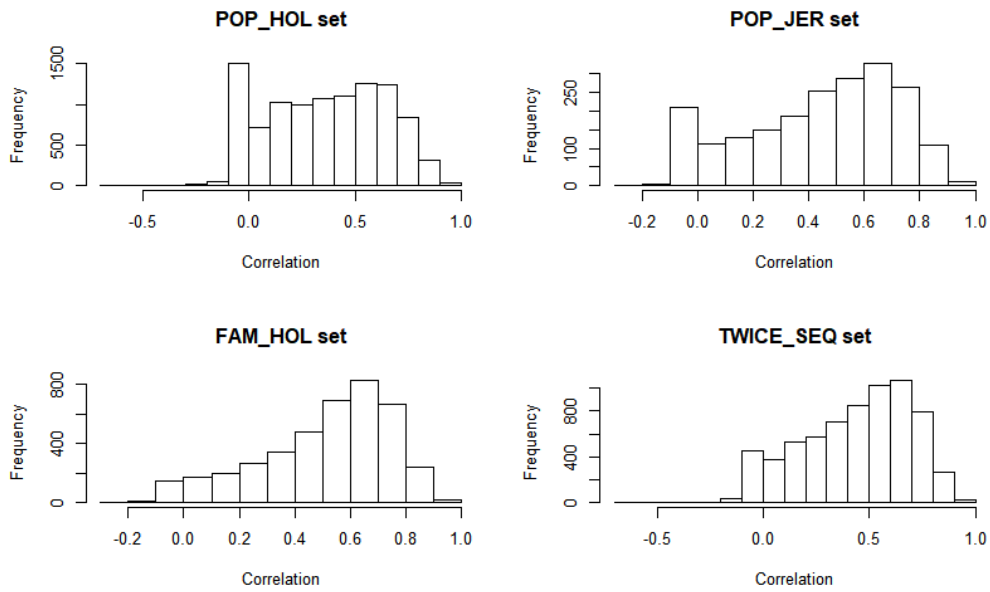 POP_HOL set
Frequency
0
500
1500
-0.5 0.0 0.5 1.0
Correlation
POP_JER set
Frequency
0
100
250
-0.2 0.0 0.2 0.4 0.6 0.8 1.0
Correlation
FAM_HOL set
Frequency
0
400
800
-0.2 0.0 0.2 0.4 0.6 0.8 1.0
Correlation
TWICE_SEQ set
Frequency
0
400
800
-0.5 0.0 0.5 1.0
Correlation